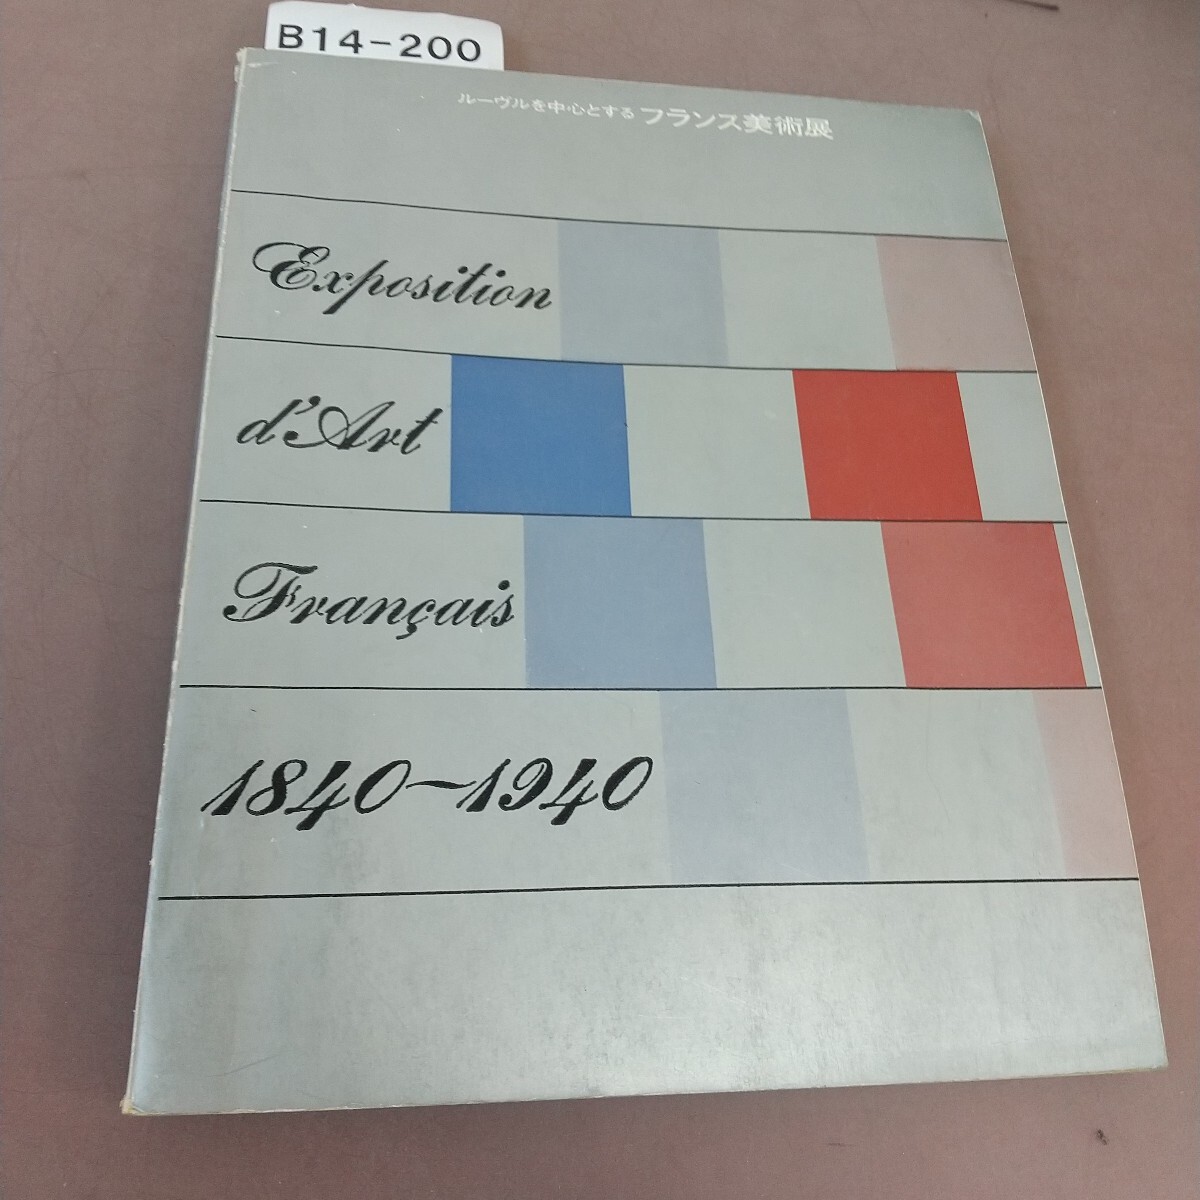 B14-200
ルーヴルを中心とする フランス美術展
Exposition
d'Art
Français
1840~1940